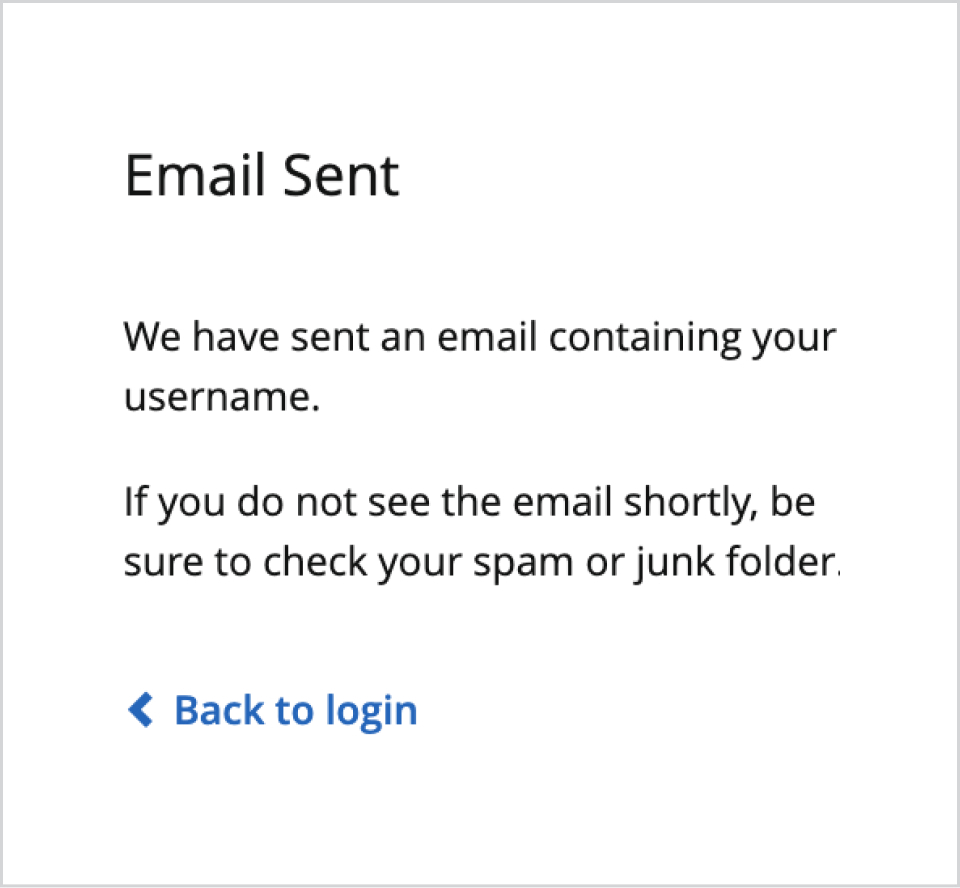 Email Sent
We have sent an email containing your
username.
If you do not see the email shortly, be
sure to check your spam or junk folder.
Back to login